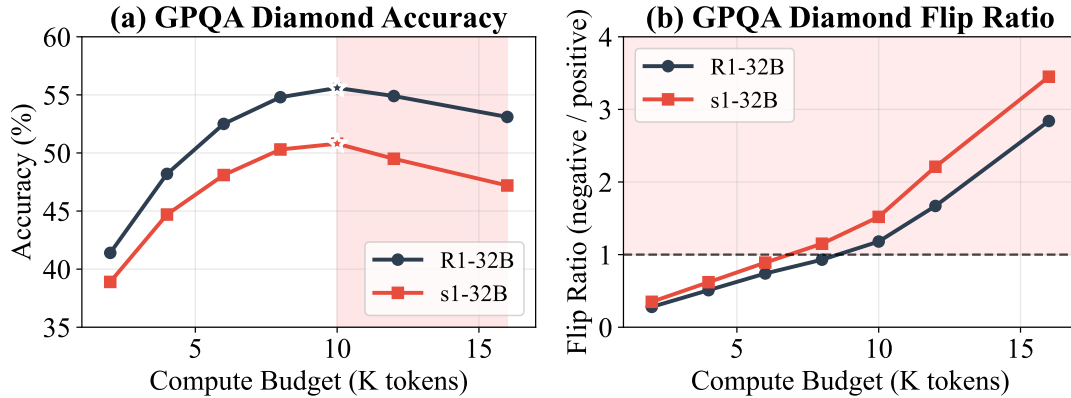 (a) GPQA Diamond Accuracy
Accuracy (%)
60
55
50
45
40
35
5
10
15
R1-32B
s1-32B
Compute Budget (K tokens)
(b) GPQA Diamond Flip Ratio
Flip Ratio (negative / positive)
4
3
2
1
0
5
10
15
R1-32B
s1-32B
Compute Budget (K tokens)